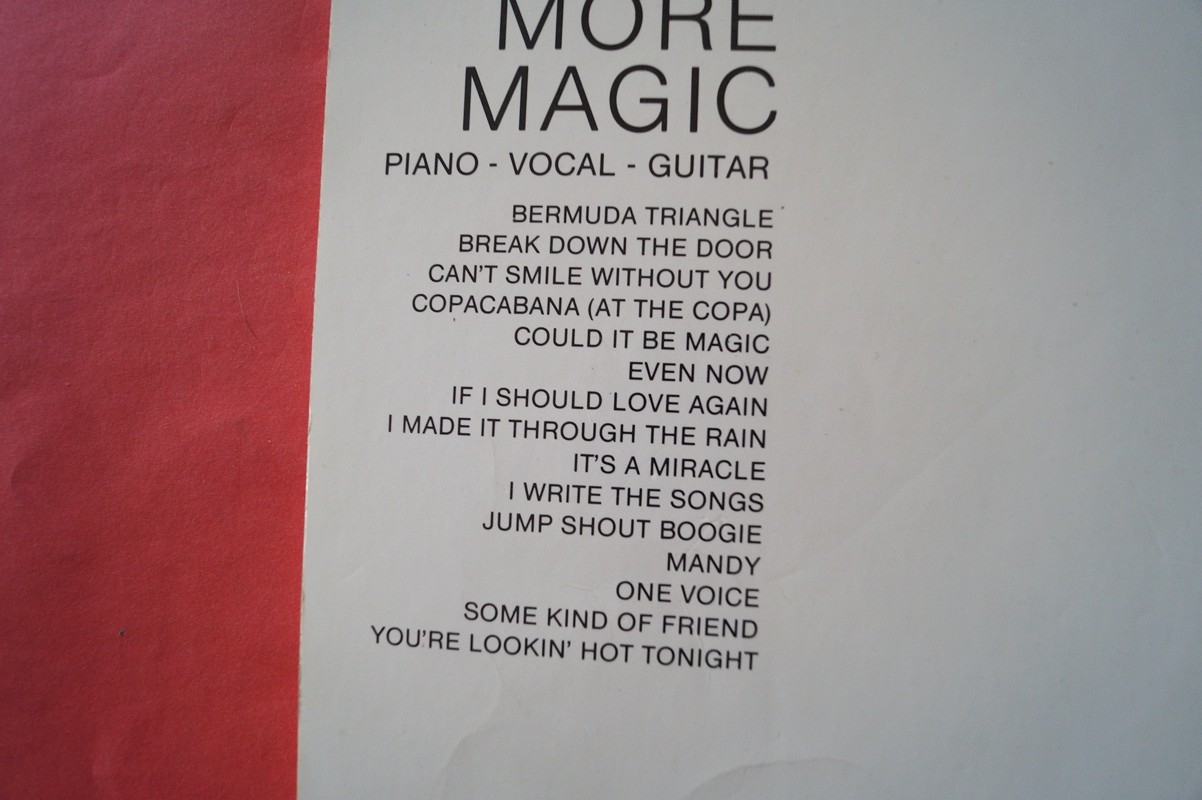 MORE
MAGIC
PIANO - VOCAL - GUITAR
BERMUDA TRIANGLE
BREAK DOWN THE DOOR
CAN'T SMILE WITHOUT YOU
COPACABANA (AT THE COPA)
COULD IT BE MAGIC
EVEN NOW
IF I SHOULD LOVE AGAIN
I MADE IT THROUGH THE RAIN
IT'S A MIRACLE
I WRITE THE SONGS
JUMP SHOUT BOOGIE
MANDY
ONE VOICE
SOME KIND OF FRIEND
YOU'RE LOOKIN' HOT TONIGHT